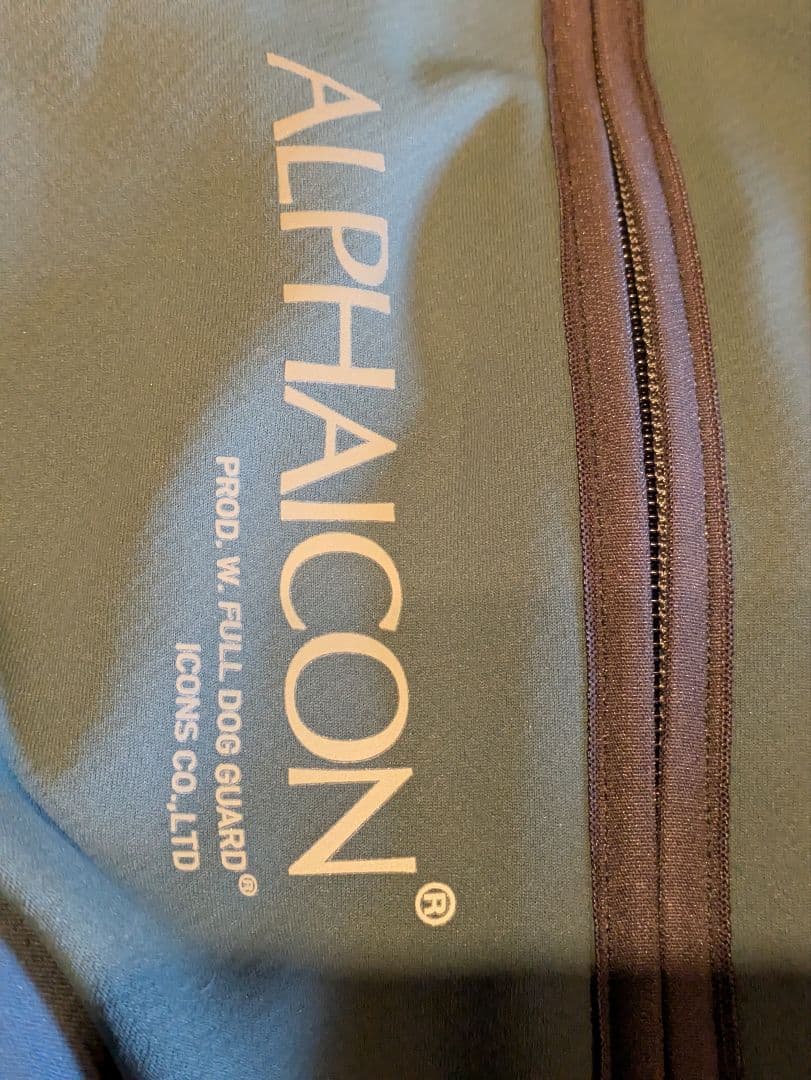 ALPHAICON®
PROD. W. FULL DOG GUARD®
ICONS CO.,LTD